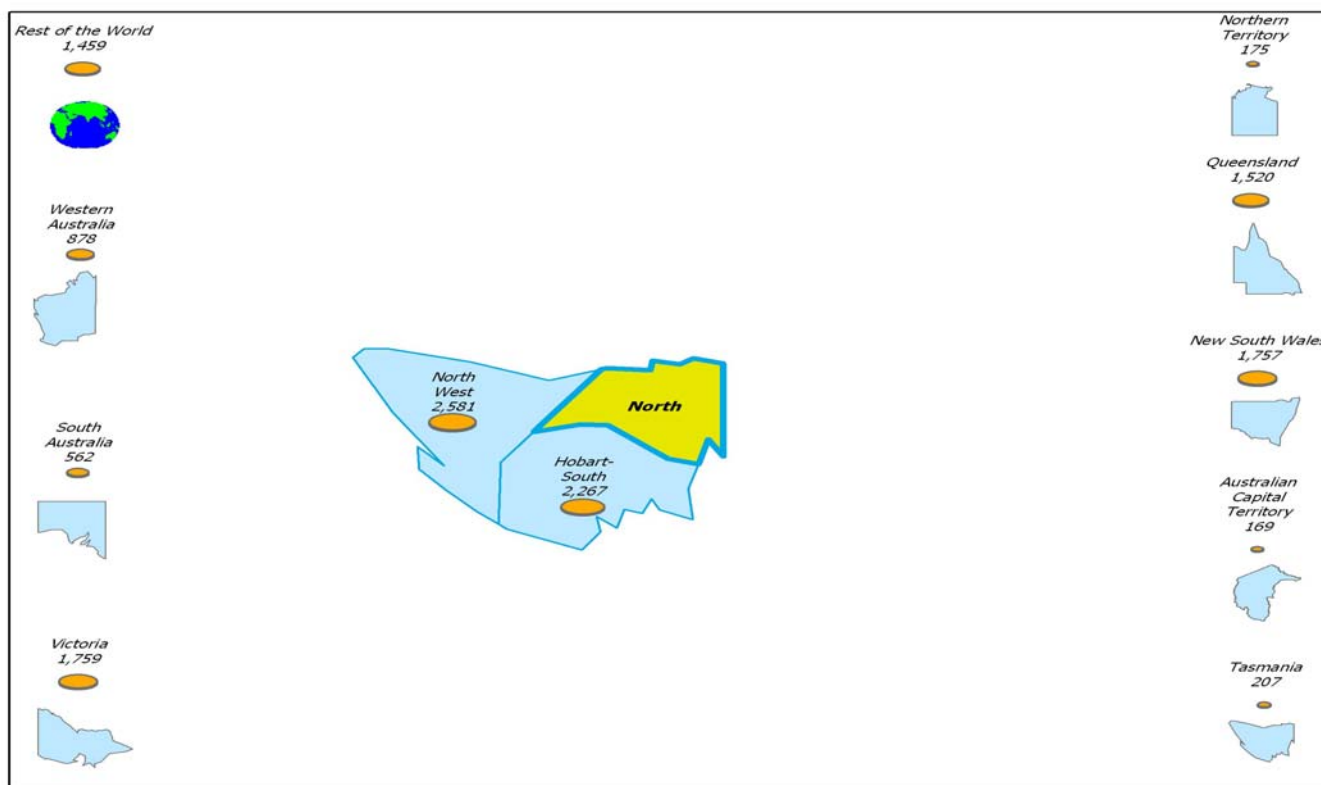 Rest of the World
1,459
Western
Australia
878
South
Australia
562
Victoria
1,759
North
West
2,581
North
Hobart-
South
2,267
Northern
Territory
175
Queensland
1,520
New South Wales
1,757
Australian
Capital
Territory
169
Tasmania
207